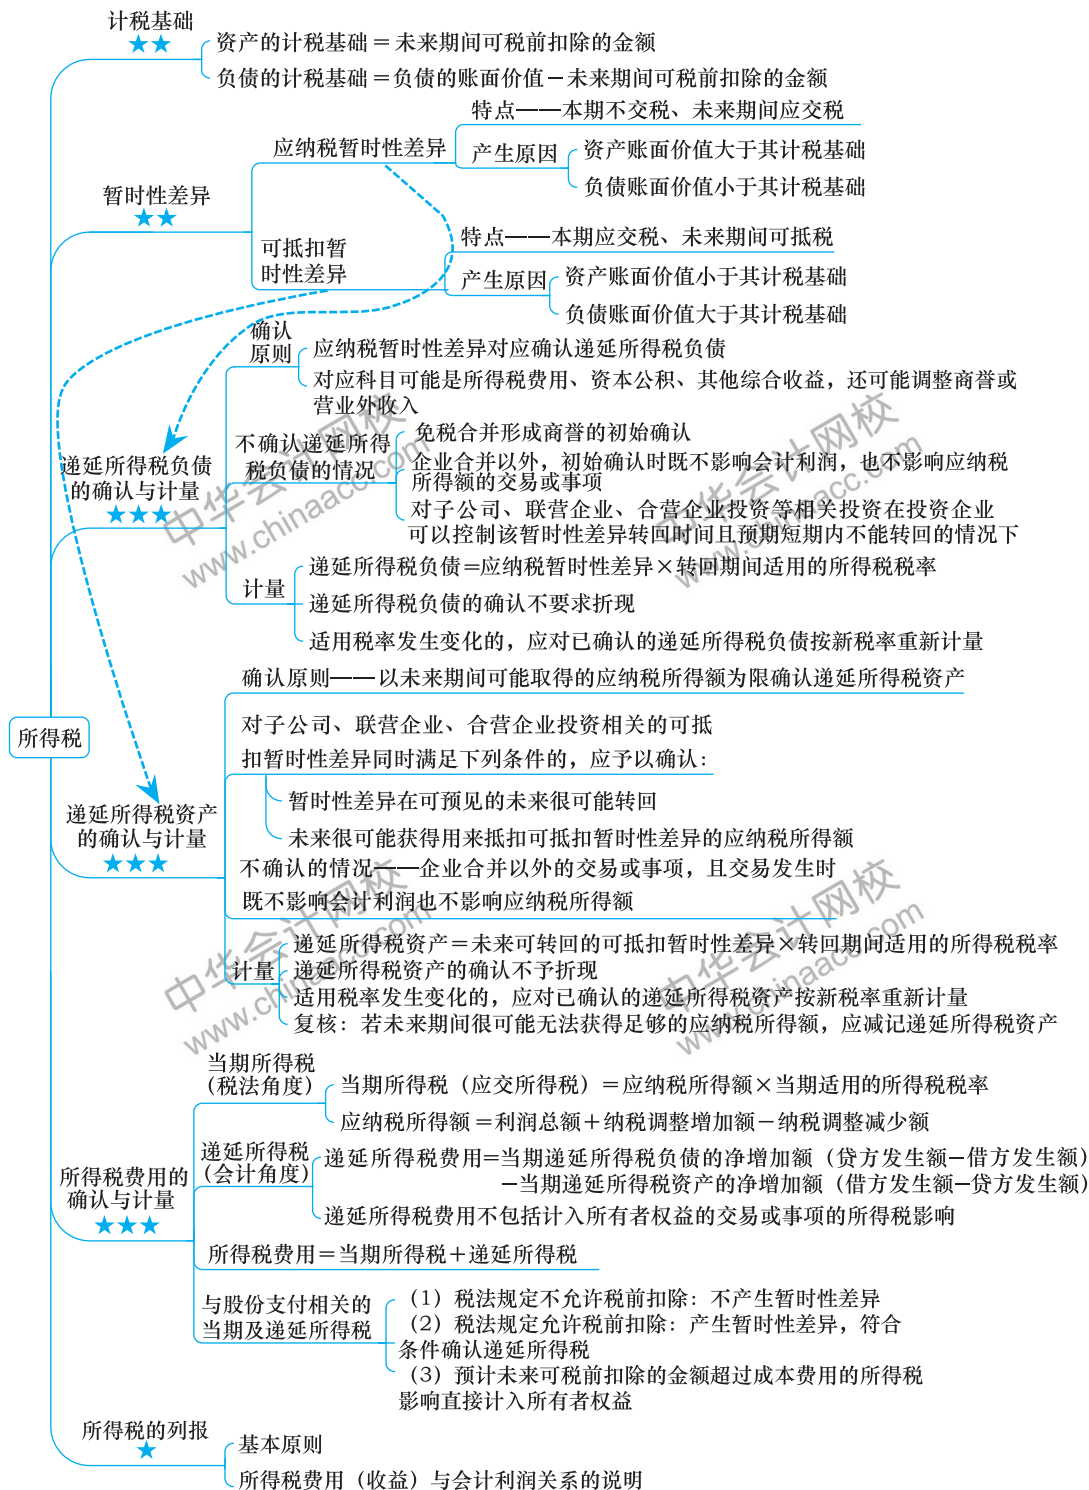 计税基础
★★
资产的计税基础＝未来期间可税前扣除的金额
负债的计税基础＝负债的账面价值－未来期间可税前扣除的金额
暂时性差异
★★
应纳税暂时性差异
特点——本期不交税、未来期间应交税
产生原因
资产账面价值大于其计税基础
负债账面价值小于其计税基础
可抵扣暂
时性差异
特点——本期应交税、未来期间可抵税
产生原因
资产账面价值小于其计税基础
负债账面价值大于其计税基础
递延所得税负债
的确认与计量
★★★
确认
原则
应纳税暂时性差异对应确认递延所得税负债
对应科目可能是所得税费用、资本公积、其他综合收益，还可能调整商誉或
营业外收入
不确认递延所得
税负债的情况
免税合并形成商誉的初始确认
企业合并以外，初始确认时既不影响会计利润，也不影响应纳税
所得额的交易或事项
对子公司、联营企业、合营企业投资等相关投资在投资企业
可以控制该暂时性差异转回时间且预期短期内不能转回的情况下
计量
递延所得税负债＝应纳税暂时性差异×转回期间适用的所得税税率
递延所得税负债的确认不要求折现
适用税率发生变化的，应对已确认的递延所得税负债按新税率重新计量
所得税
递延所得税资产
的确认与计量
★★★
确认原则——以未来期间可能取得的应纳税所得额为限确认递延所得税资产
对子公司、联营企业、合营企业投资相关的可抵
扣暂时性差异同时满足下列条件的，应予以确认：
暂时性差异在可预见的未来很可能转回
未来很可能获得用来抵扣可抵扣暂时性差异的应纳税所得额
不确认的情况——企业合并以外的交易或事项，且交易发生时
既不影响会计利润也不影响应纳税所得额
计量
递延所得税资产＝未来可转回的可抵扣暂时性差异×转回期间适用的所得税税率
递延所得税资产的确认不予折现
适用税率发生变化的，应对已确认的递延所得税资产按新税率重新计量
复核：若未来期间很可能无法获得足够的应纳税所得额，应减记递延所得税资产
所得税费用的
确认与计量
★★★
当期所得税
（税法角度）
当期所得税（应交所得税）＝应纳税所得额×当期适用的所得税税率
应纳税所得额＝利润总额＋纳税调整增加额－纳税调整减少额
递延所得税
（会计角度）
递延所得税费用＝当期递延所得税负债的净增加额（贷方发生额－借方发生额）
－当期递延所得税资产的净增加额（借方发生额－贷方发生额）
递延所得税费用不包括计入所有者权益的交易或事项的所得税影响
所得税费用＝当期所得税＋递延所得税
与股份支付相关的
当期及递延所得税
（1）税法规定不允许税前扣除：不产生暂时性差异
（2）税法规定允许税前扣除：产生暂时性差异，符合
条件确认递延所得税
（3）预计未来可税前扣除的金额超过成本费用的所得税
影响直接计入所有者权益
所得税的列报
★
基本原则
所得税费用（收益）与会计利润关系的说明
中华会计网校
www.chinaacc.com
中华会计网校
www.chinaacc.com
中华会计网校
www.chinaacc.com
中华会计网校
www.chinaacc.com